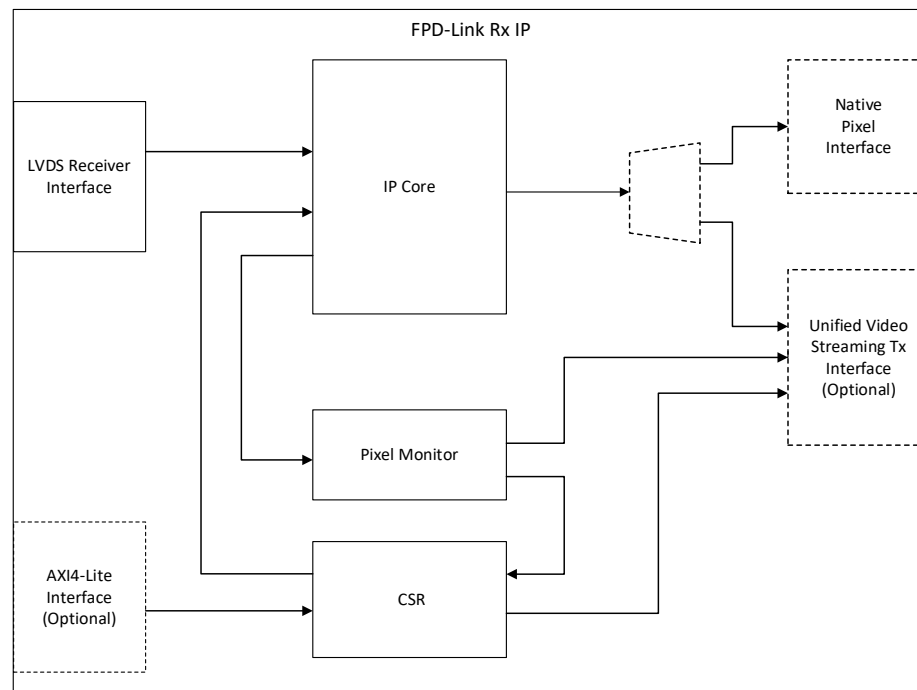 FPD-Link Rx IP
LVDS Receiver
Interface
IP Core
Native
Pixel
Interface
Unified Video
Streaming Tx
Interface
(Optional)
Pixel Monitor
AXI4-Lite
Interface
(Optional)
CSR